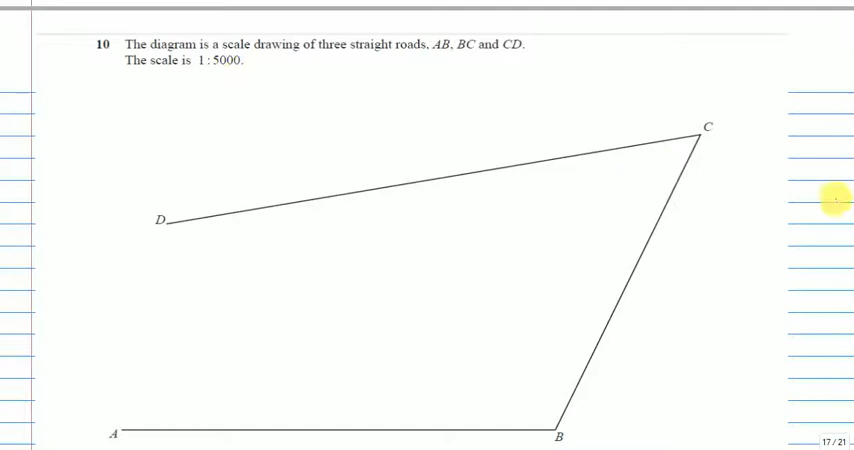 10 The diagram is a scale drawing of three straight roads, AB, BC and CD.
The scale is 1 : 5000.
C
D
A
B
17 / 21